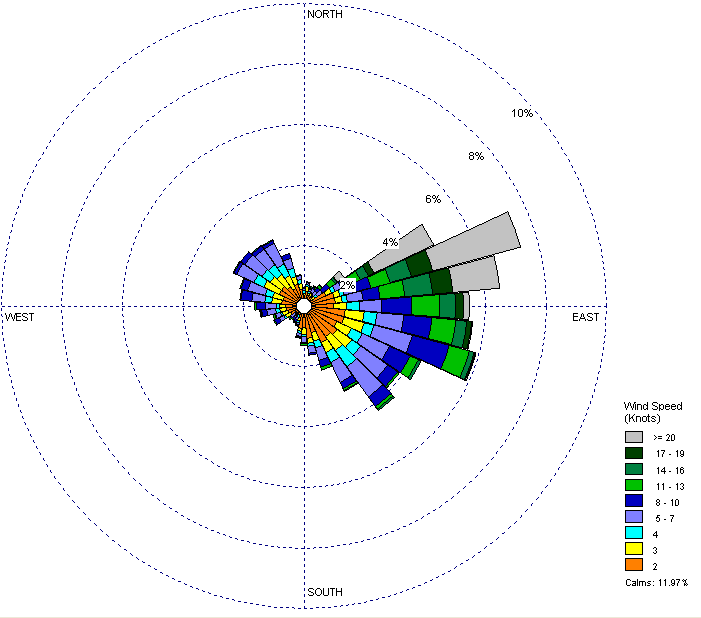 NORTH
10%
8%
6%
4%
2%
WEST
EAST
SOUTH
Wind Speed
(Knots)
>= 20
17 - 19
14 - 16
11 - 13
8 - 10
5 - 7
4
3
2
Calms: 11.97%